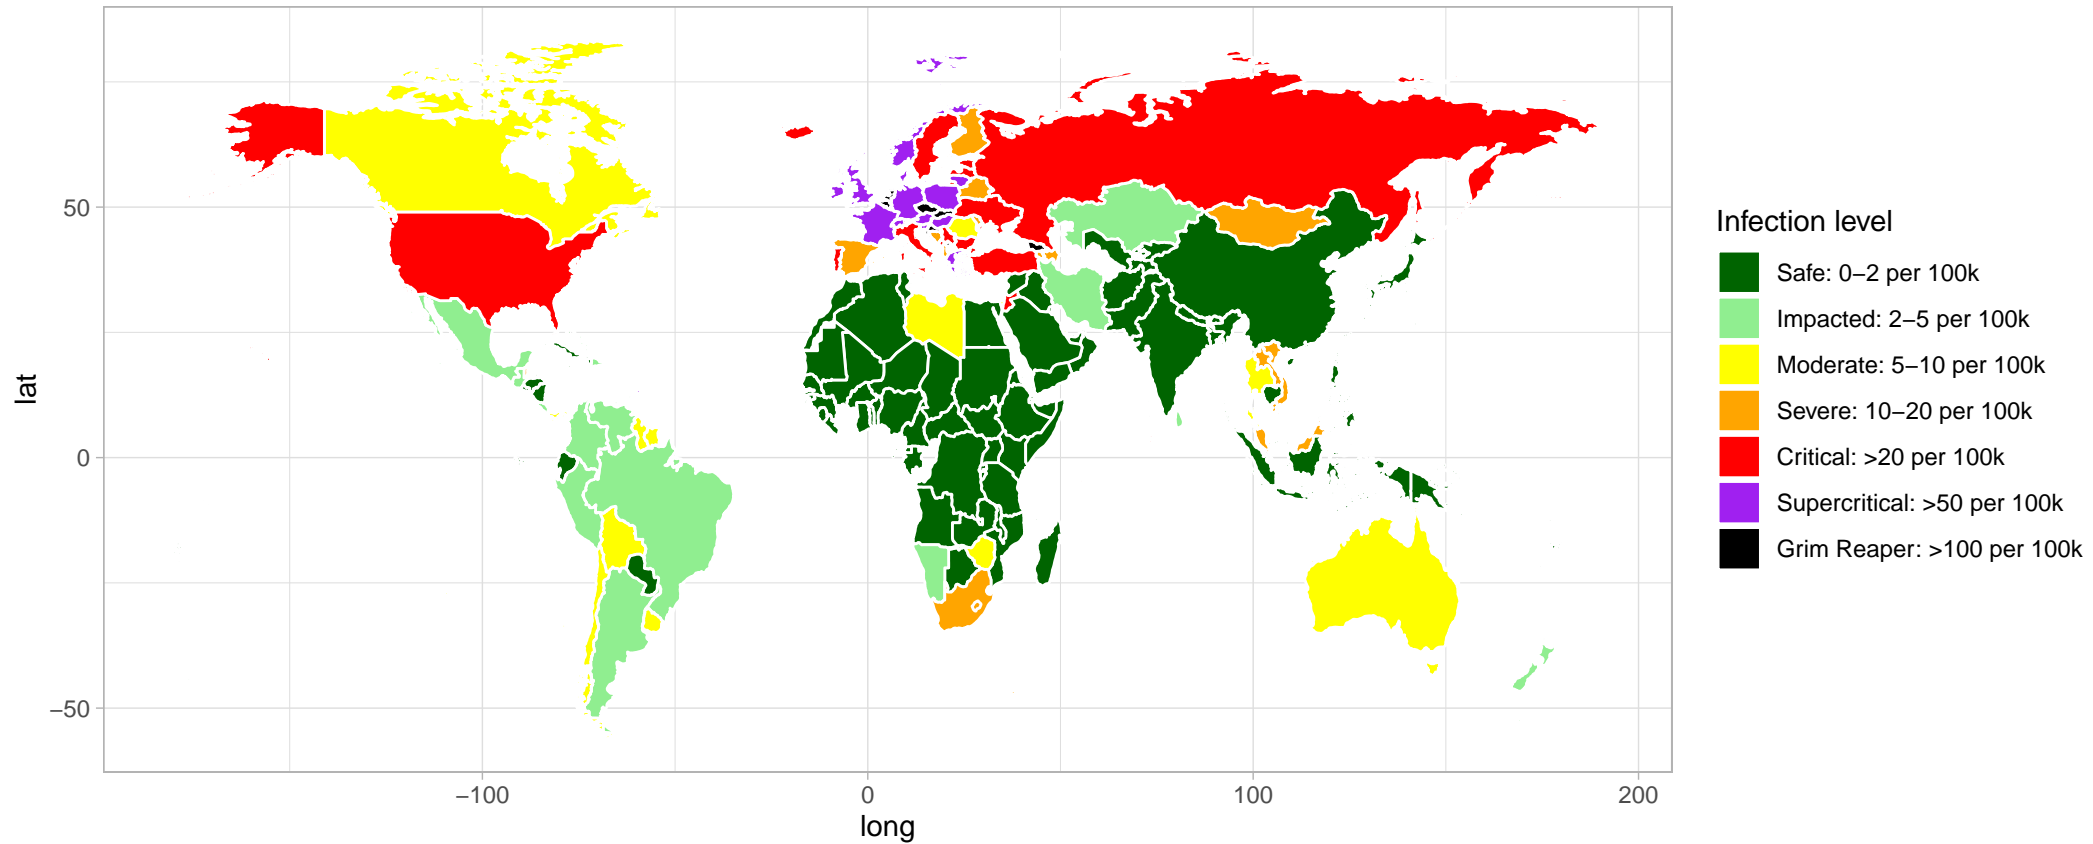 50
0
−50
lat
−100
0
100
200
long
Infection level
Safe: 0−2 per 100k
Impacted: 2−5 per 100k
Moderate: 5−10 per 100k
Severe: 10−20 per 100k
Critical: >20 per 100k
Supercritical: >50 per 100k
Grim Reaper: >100 per 100k